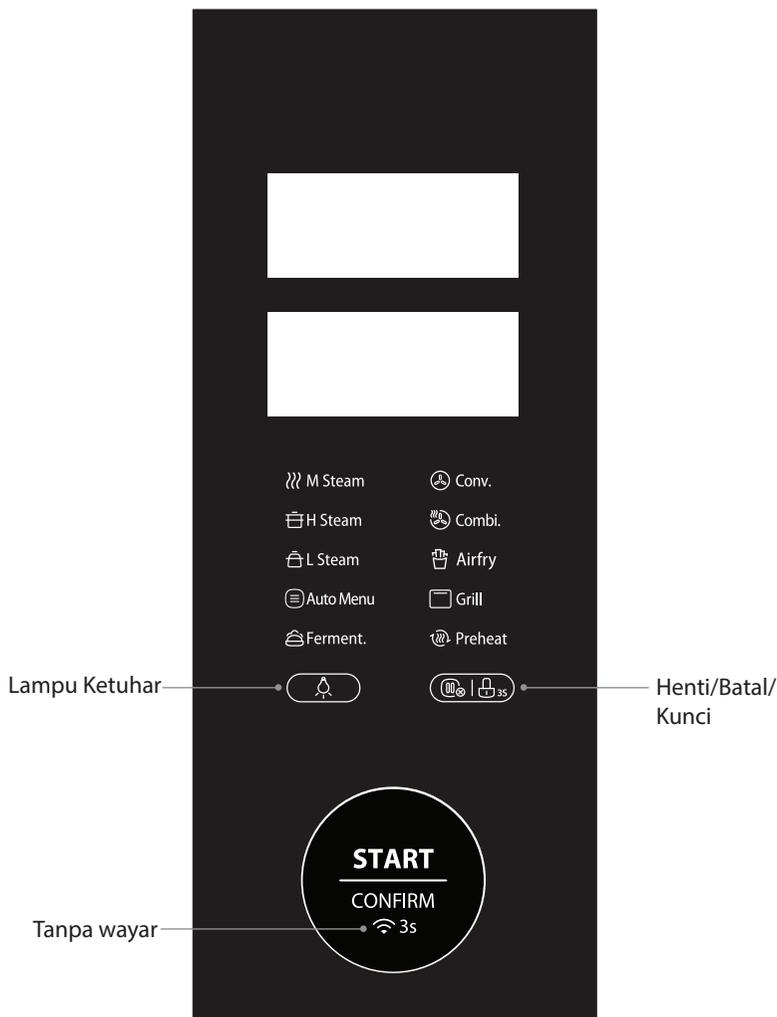 M Steam
Conv.
H Steam
Combi.
L Steam
Airfry
Auto Menu
Grill
Ferment.
Preheat
Lampu Ketuhar
3S
Henti/Batal/
Kunci
START
CONFIRM
Tanpa wayar
3s